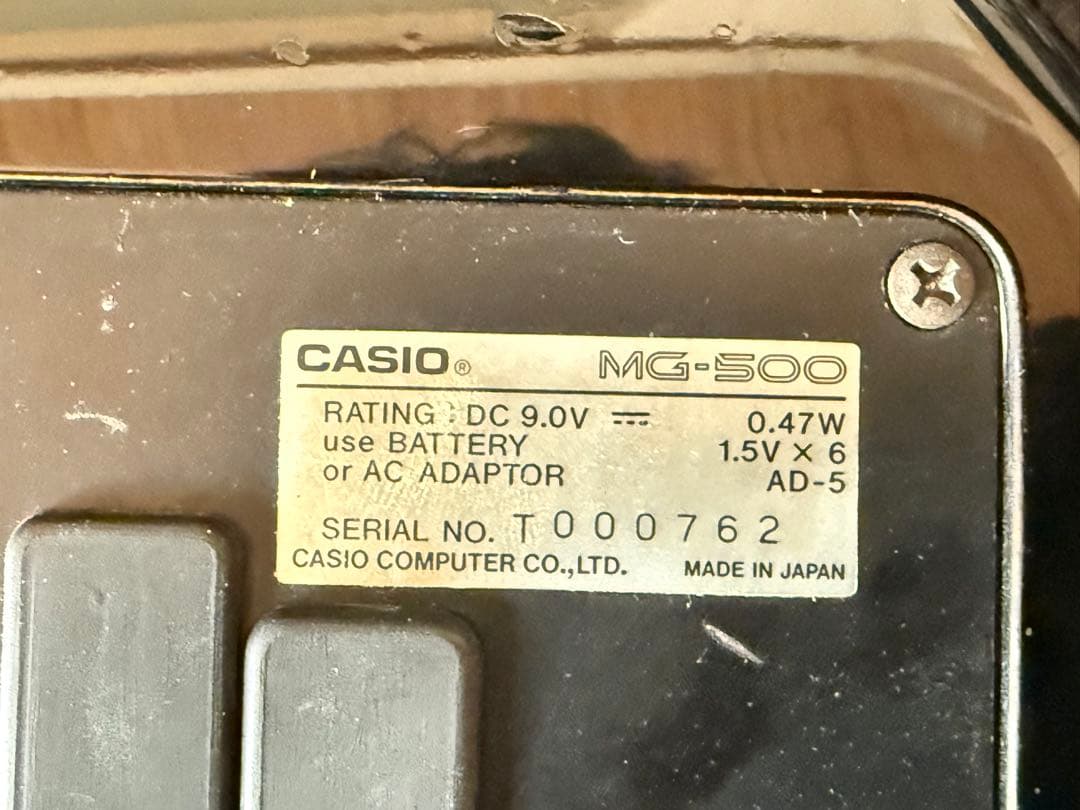 CASIO® MG-500
RATING : DC 9.0V ⎓ 0.47W
use BATTERY 1.5V × 6
or AC ADAPTOR AD-5
SERIAL NO. T000762
CASIO COMPUTER CO.,LTD. MADE IN JAPAN